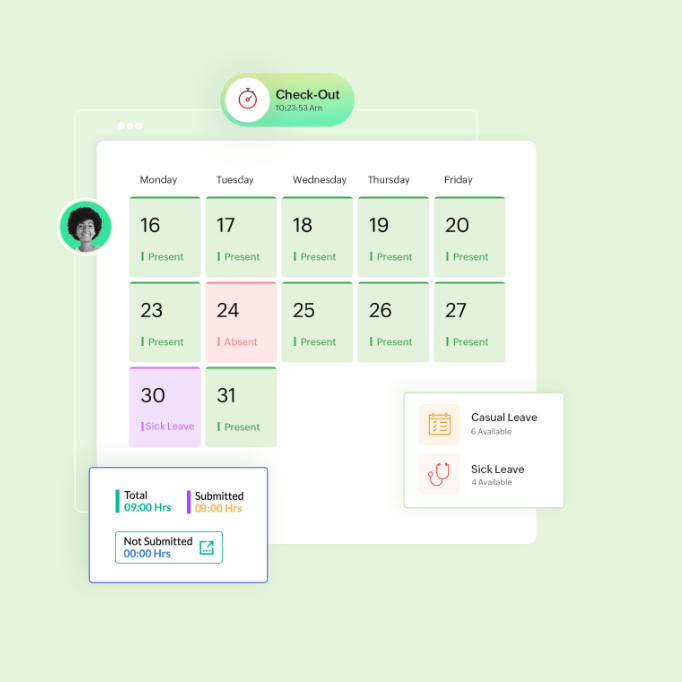 Check-Out
10:23:53 Am
Monday Tuesday Wednesday Thursday Friday
16 17 18 19 20
Present Present Present Present Present
23 24 25 26 27
Present Absent Present Present Present
30 31
Sick Leave Present
Casual Leave
6 Available
Sick Leave
4 Available
Total Submitted
09:00 Hrs 09:00 Hrs
Not Submitted
00:00 Hrs